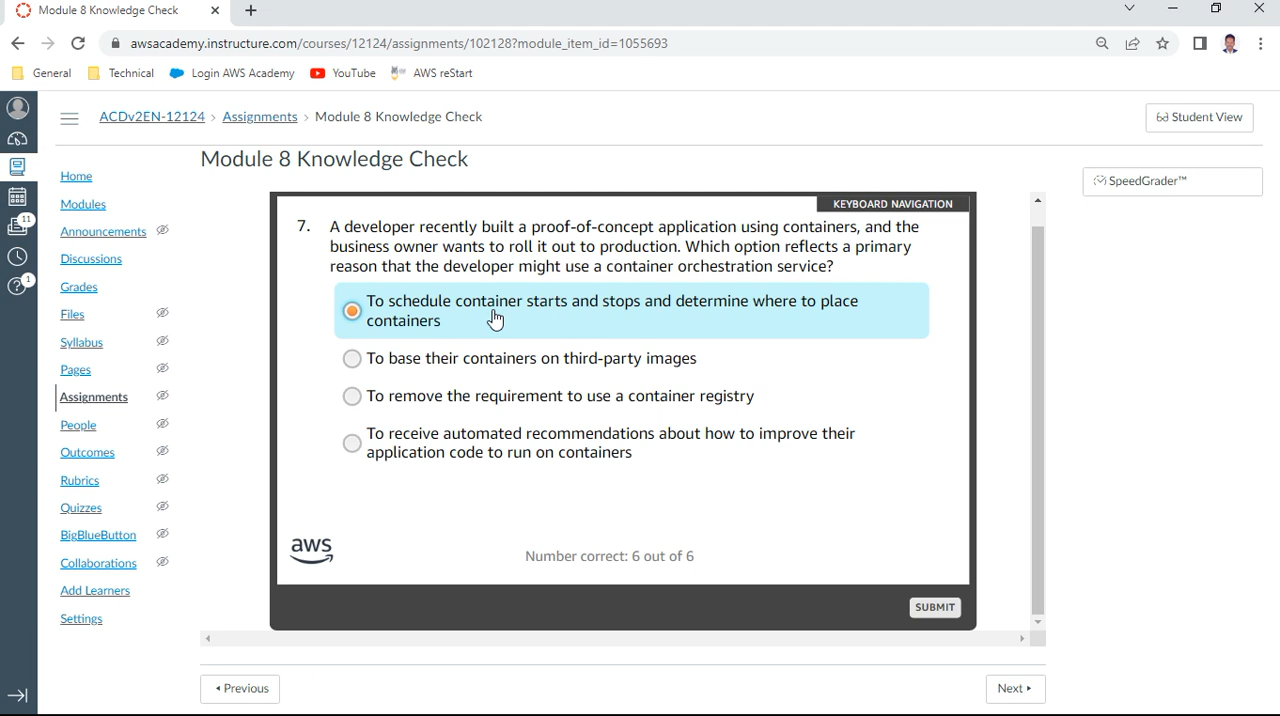 Module 8 Knowledge Check
awsacademy.instructure.com/courses/12124/assignments/102128?module_item_id=1055693
General
Technical
Login AWS Academy
YouTube
AWS reStart
ACDv2EN-12124 › Assignments › Module 8 Knowledge Check
Student View
Module 8 Knowledge Check
SpeedGrader™
Home
Modules
Announcements
Discussions
Grades
Files
Syllabus
Pages
Assignments
People
Outcomes
Rubrics
Quizzes
BigBlueButton
Collaborations
Add Learners
Settings
11
1
KEYBOARD NAVIGATION
7. A developer recently built a proof-of-concept application using containers, and the
business owner wants to roll it out to production. Which option reflects a primary
reason that the developer might use a container orchestration service?
To schedule container starts and stops and determine where to place
containers
To base their containers on third-party images
To remove the requirement to use a container registry
To receive automated recommendations about how to improve their
application code to run on containers
aws
Number correct: 6 out of 6
SUBMIT
Previous
Next